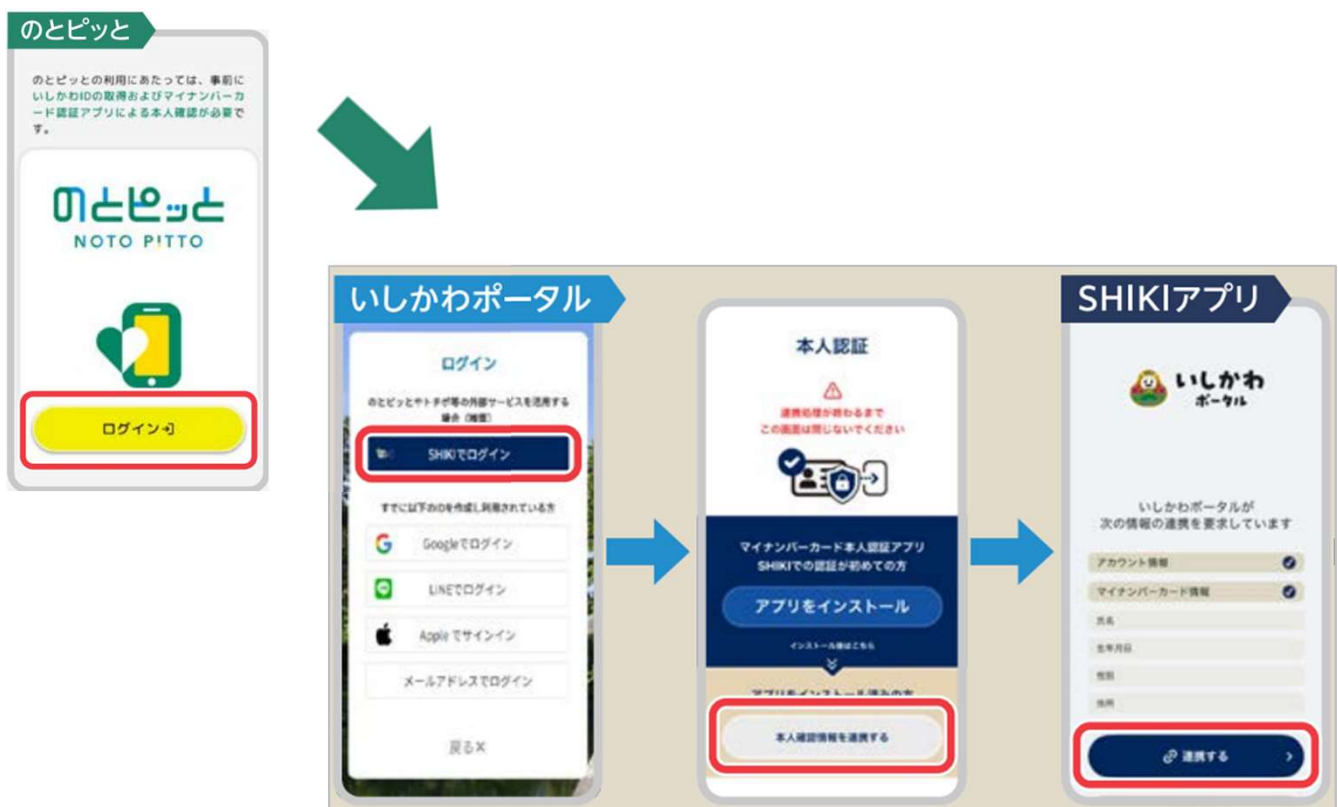 のとピッと
のとピッとの利用にあたっては、事前に
いしかわIDの取得およびマイナンバーカ
ード認証アプリによる本人確認が必要で
す。
のとピッと
NOTO PITTO
ログイン
いしかわポータル
ログイン
のとピッとやトチポ等の外部サービスを活用する
場合（推奨）
SHIKIでログイン
すでに以下のIDを作成し利用されている方
Googleでログイン
LINEでログイン
Appleでサインイン
メールアドレスでログイン
戻る×
本人認証
連携処理が終わるまで
この画面は閉じないでください
マイナンバーカード本人認証アプリ
SHIKIでの認証が初めての方
アプリをインストール
インストール後はこちら
アプリをインストール済みの方
本人確認情報を連携する
SHIKIアプリ
いしかわ
ポータル
いしかわポータルが
次の情報の連携を要求しています
アカウント情報
マイナンバーカード情報
氏名
生年月日
性別
住所
連携する